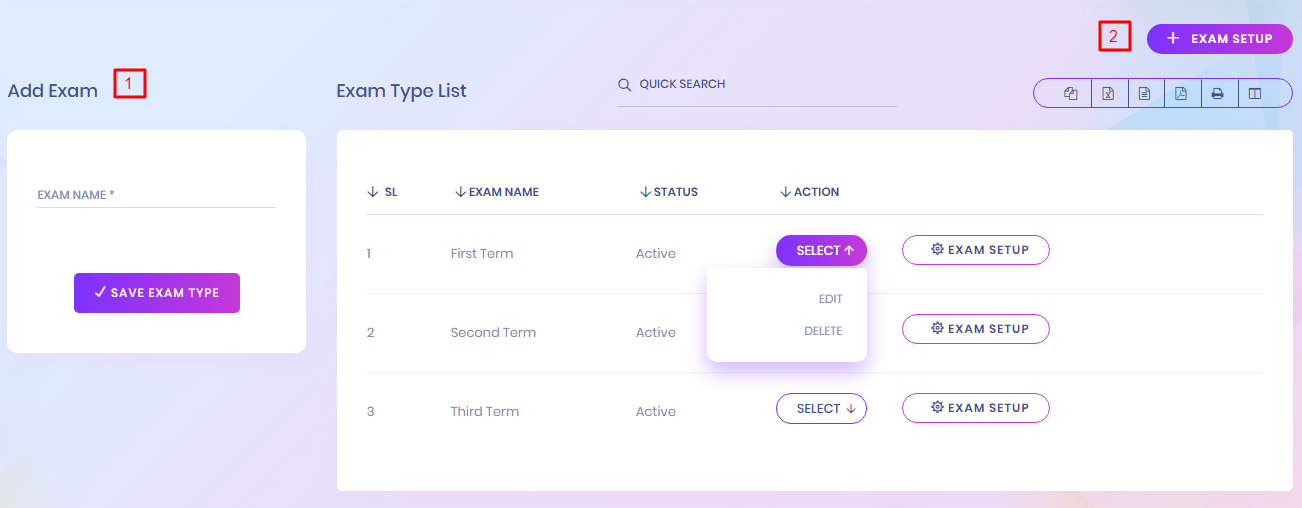 2
+ EXAM SETUP
Add Exam 1
Exam Type List
QUICK SEARCH
EXAM NAME *
SAVE EXAM TYPE
SL EXAM NAME STATUS ACTION
1 First Term Active SELECT EXAM SETUP
EDIT
DELETE
2 Second Term Active EXAM SETUP
3 Third Term Active SELECT EXAM SETUP